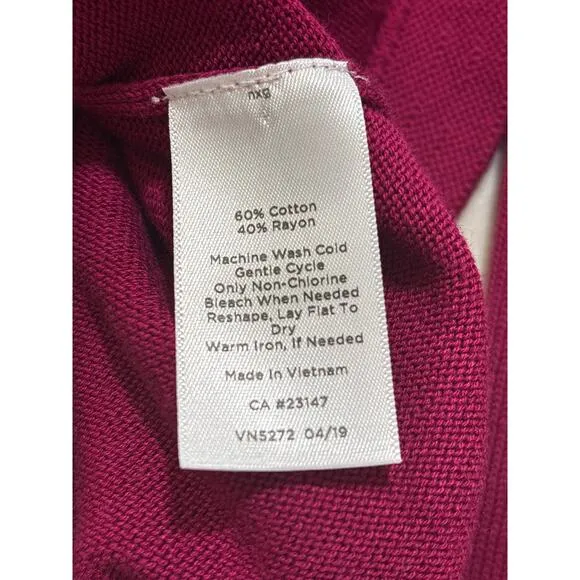 60% Cotton
40% Rayon
Machine Wash Cold
Gentle Cycle
Only Non-Chlorine
Bleach When Needed
Reshape, Lay Flat To
Dry
Warm Iron, If Needed
Made In Vietnam
CA #23147
VN5272 04/19